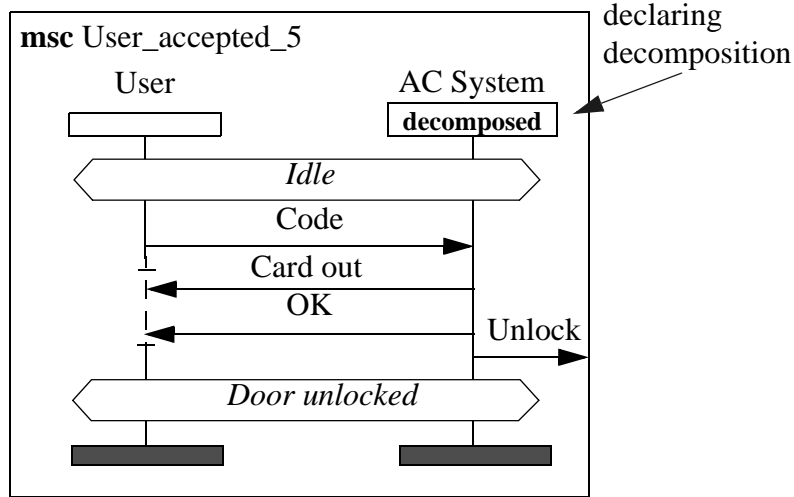 declaring
decomposition
msc User_accepted_5
User
AC System
decomposed
Idle
Code
Card out
OK
Unlock
Door unlocked